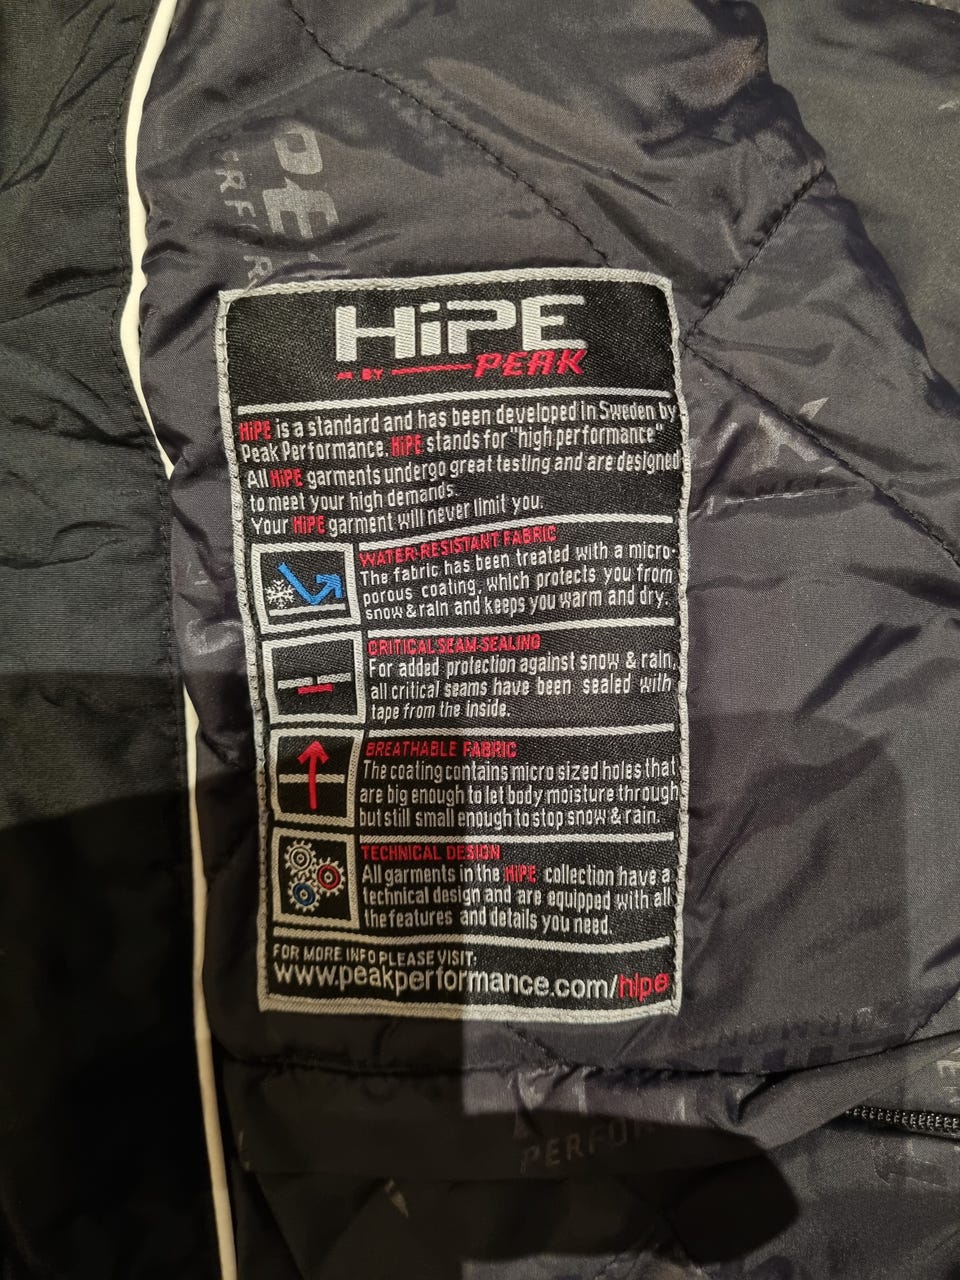 HiPE
BY PEAK
HiPE is a standard and has been developed in Sweden by
Peak Performance. HiPE stands for "high performance"
All HiPE garments undergo great testing and are designed
to meet your high demands.
Your HiPE garment will never limit you.
WATER-RESISTANT FABRIC
The fabric has been treated with a micro-
porous coating, which protects you from
snow & rain and keeps you warm and dry.
CRITICAL SEAM-SEALING
For added protection against snow & rain,
all critical seams have been sealed with
tape from the inside.
BREATHABLE FABRIC
The coating contains micro sized holes that
are big enough to let body moisture through
but still small enough to stop snow & rain.
TECHNICAL DESIGN
All garments in the HiPE collection have a
technical design and are equipped with all
the features and details you need.
FOR MORE INFO PLEASE VISIT:
www.peakperformance.com/hipe